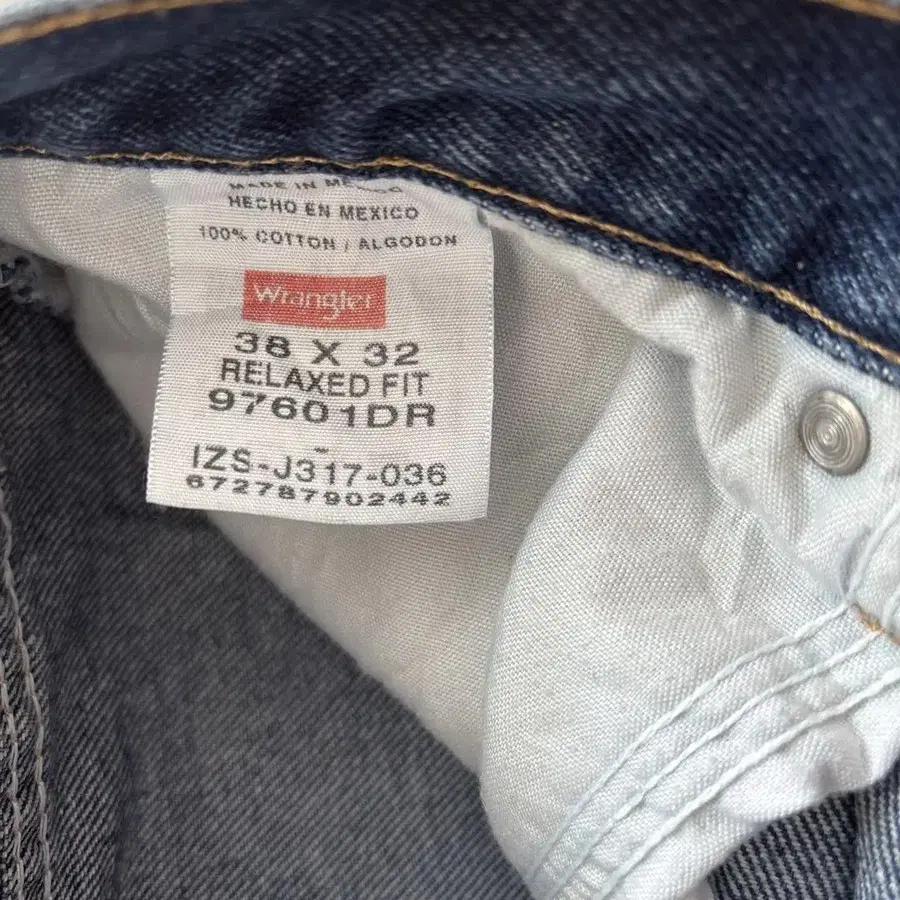 MADE IN MEXICO
HECHO EN MEXICO
100% COTTON / ALGODON
Wrangler
38 X 32
RELAXED FIT
97601DR
-
IZS-J317-036
672787902442